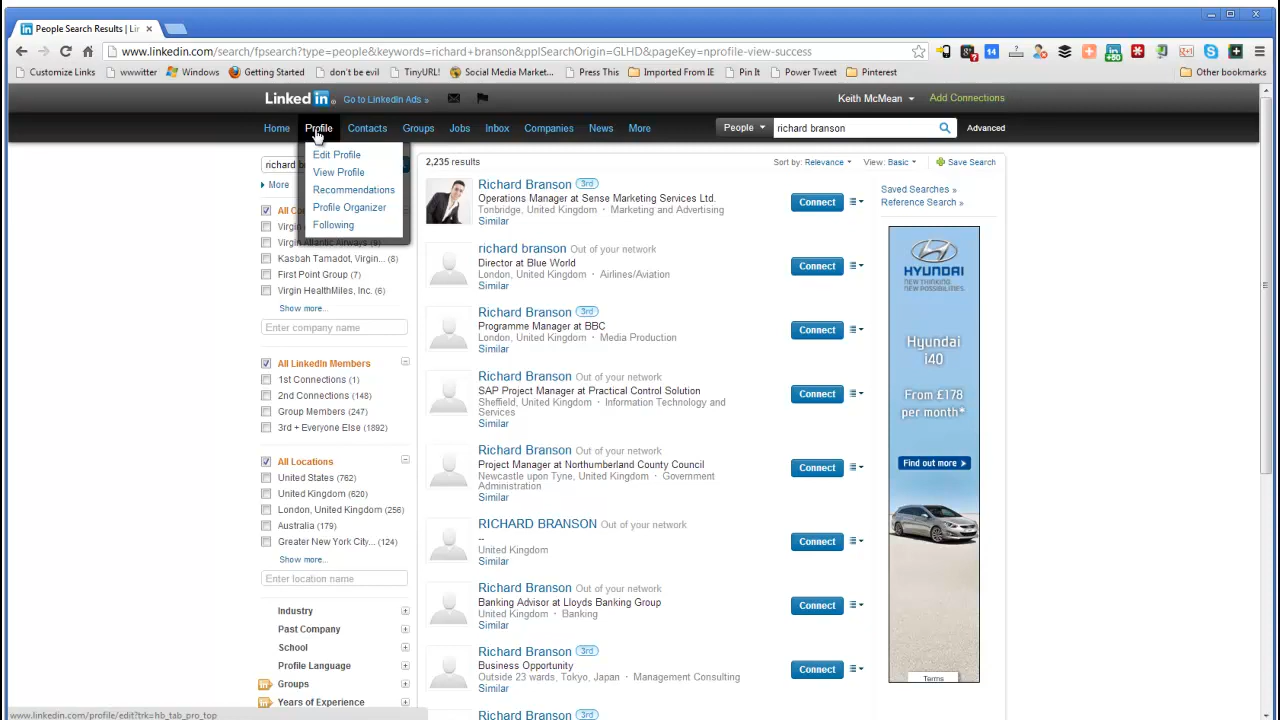 People Search Results | Lir
www.linkedin.com/search/fpsearch?type=people&keywords=richard+branson&pplSearchOrigin=GLHD&pageKey=nprofile-view-success
Customize Links wwwitter Windows Getting Started don't be evil TinyURL! Social Media Market... Press This Imported From IE Pin It Power Tweet Pinterest Other bookmarks
Linked in Go to LinkedIn Ads » Keith McMean Add Connections
Home Profile Contacts Groups Jobs Inbox Companies News More People richard branson Advanced
Edit Profile
View Profile
Recommendations
Profile Organizer
Following
richard b
More
All Co
Virgin
Virgin Atlantic Airways (9)
Kasbah Tamadot, Virgin... (8)
First Point Group (7)
Virgin HealthMiles, Inc. (6)
Show more...
Enter company name
All LinkedIn Members
1st Connections (1)
2nd Connections (148)
Group Members (247)
3rd + Everyone Else (1892)
All Locations
United States (762)
United Kingdom (620)
London, United Kingdom (256)
Australia (179)
Greater New York City... (124)
Show more...
Enter location name
Industry
Past Company
School
Profile Language
Groups
Years of Experience
2,235 results Sort by: Relevance View: Basic Save Search
Richard Branson 3rd
Operations Manager at Sense Marketing Services Ltd.
Tonbridge, United Kingdom · Marketing and Advertising
Similar
Connect
richard branson Out of your network
Director at Blue World
London, United Kingdom · Airlines/Aviation
Similar
Connect
Richard Branson 3rd
Programme Manager at BBC
London, United Kingdom · Media Production
Similar
Connect
Richard Branson Out of your network
SAP Project Manager at Practical Control Solution
Sheffield, United Kingdom · Information Technology and
Services
Similar
Connect
Richard Branson Out of your network
Project Manager at Northumberland County Council
Newcastle upon Tyne, United Kingdom · Government
Administration
Similar
Connect
RICHARD BRANSON Out of your network
--
United Kingdom
Similar
Connect
Richard Branson Out of your network
Banking Advisor at Lloyds Banking Group
United Kingdom · Banking
Similar
Connect
Richard Branson 3rd
Business Opportunity
Outside 23 wards, Tokyo, Japan · Management Consulting
Similar
Connect
Richard Branson 3rd
Saved Searches »
Reference Search »
HYUNDAI
NEW THINKING.
NEW POSSIBILITIES.
Hyundai
i40
From £178
per month*
Find out more >
Terms
www.linkedin.com/profile/edit?trk=hb_tab_pro_top